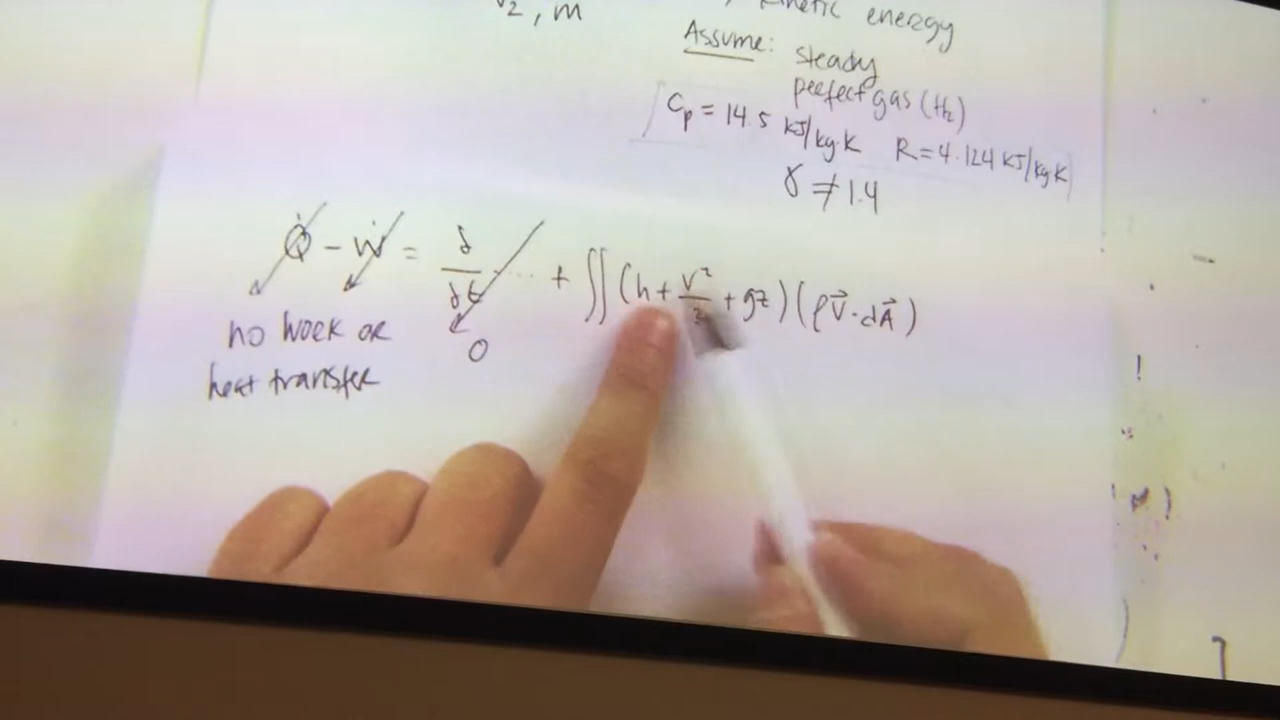 V₂, m
kinetic energy
Assume: steady
perfect gas (H₂)
Cp = 14.5 kJ/kg·K R = 4.124 kJ/kg K
γ ≠ 1.4
Q̇ - Ẇ = ∂/∂t .... + ∬ (h + V²/2 + gz)(ρV⃗·dA⃗)
0
no work or
heat transfer